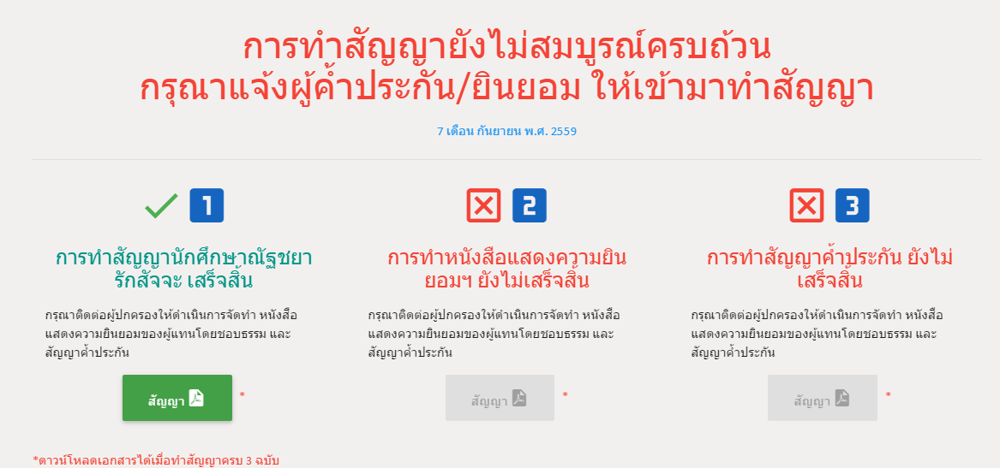 การทำสัญญายังไม่สมบูรณ์ครบถ้วน
กรุณาแจ้งผู้ค้ำประกัน/ยินยอม ให้เข้ามาทำสัญญา
7 เดือน กันยายน พ.ศ. 2559
1
การทำสัญญานักศึกษาณัฐชยา
รักสัจจะ เสร็จสิ้น
กรุณาติดต่อผู้ปกครองให้ดำเนินการจัดทำ หนังสือ
แสดงความยินยอมของผู้แทนโดยชอบธรรม และ
สัญญาค้ำประกัน
สัญญา *
2
การทำหนังสือแสดงความยิน
ยอมฯ ยังไม่เสร็จสิ้น
กรุณาติดต่อผู้ปกครองให้ดำเนินการจัดทำ หนังสือ
แสดงความยินยอมของผู้แทนโดยชอบธรรม และ
สัญญาค้ำประกัน
สัญญา *
3
การทำสัญญาค้ำประกัน ยังไม่
เสร็จสิ้น
กรุณาติดต่อผู้ปกครองให้ดำเนินการจัดทำ หนังสือ
แสดงความยินยอมของผู้แทนโดยชอบธรรม และ
สัญญาค้ำประกัน
สัญญา *
*ดาวน์โหลดเอกสารได้เมื่อทำสัญญาครบ 3 ฉบับ